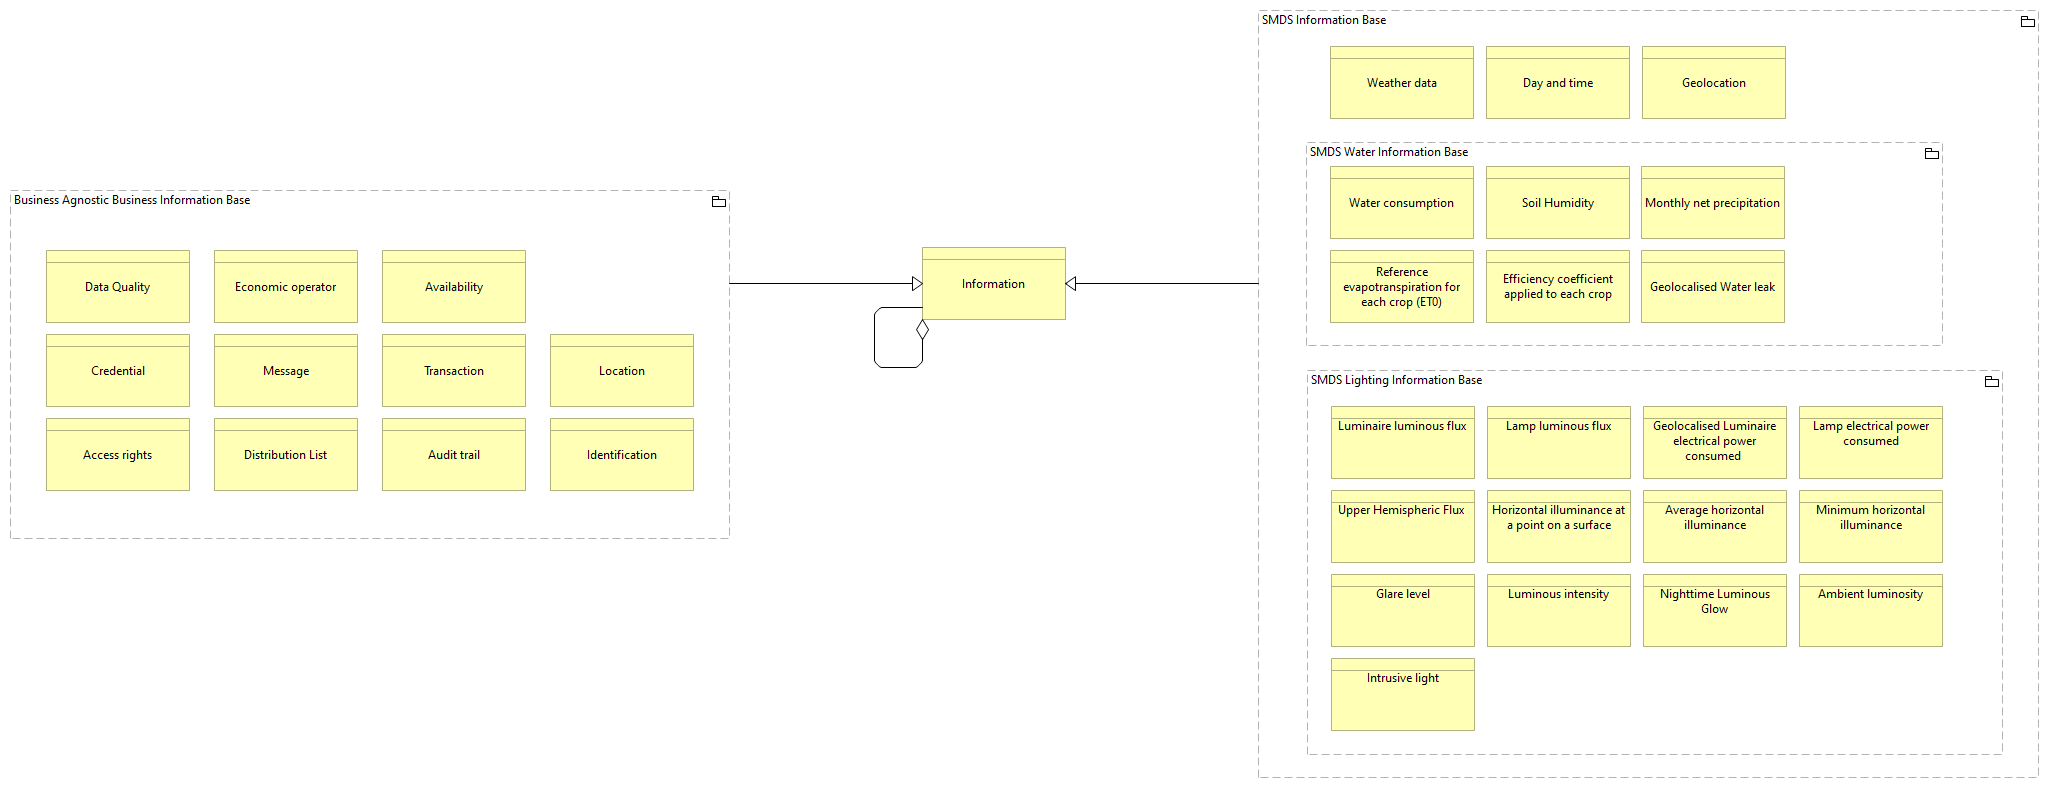 SMDS Information Base
Weather data
Day and time
Geolocation
SMDS Water Information Base
Water consumption
Soil Humidity
Monthly net precipitation
Reference
evapotranspiration for
each crop (ET0)
Efficiency coefficient
applied to each crop
Geolocalised Water leak
Business Agnostic Business Information Base
Data Quality
Economic operator
Availability
Credential
Message
Transaction
Location
Access rights
Distribution List
Audit trail
Identification
Information
SMDS Lighting Information Base
Luminaire luminous flux
Lamp luminous flux
Geolocalised Luminaire
electrical power
consumed
Lamp electrical power
consumed
Upper Hemispheric Flux
Horizontal illuminance at
a point on a surface
Average horizontal
illuminance
Minimum horizontal
illuminance
Glare level
Luminous intensity
Nighttime Luminous
Glow
Ambient luminosity
Intrusive light